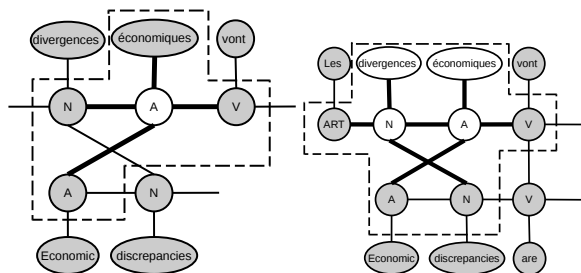 divergences économiques vont
N A V
A N
Economic discrepancies
Les divergences économiques vont
ART N A V
A N V
Economic discrepancies are